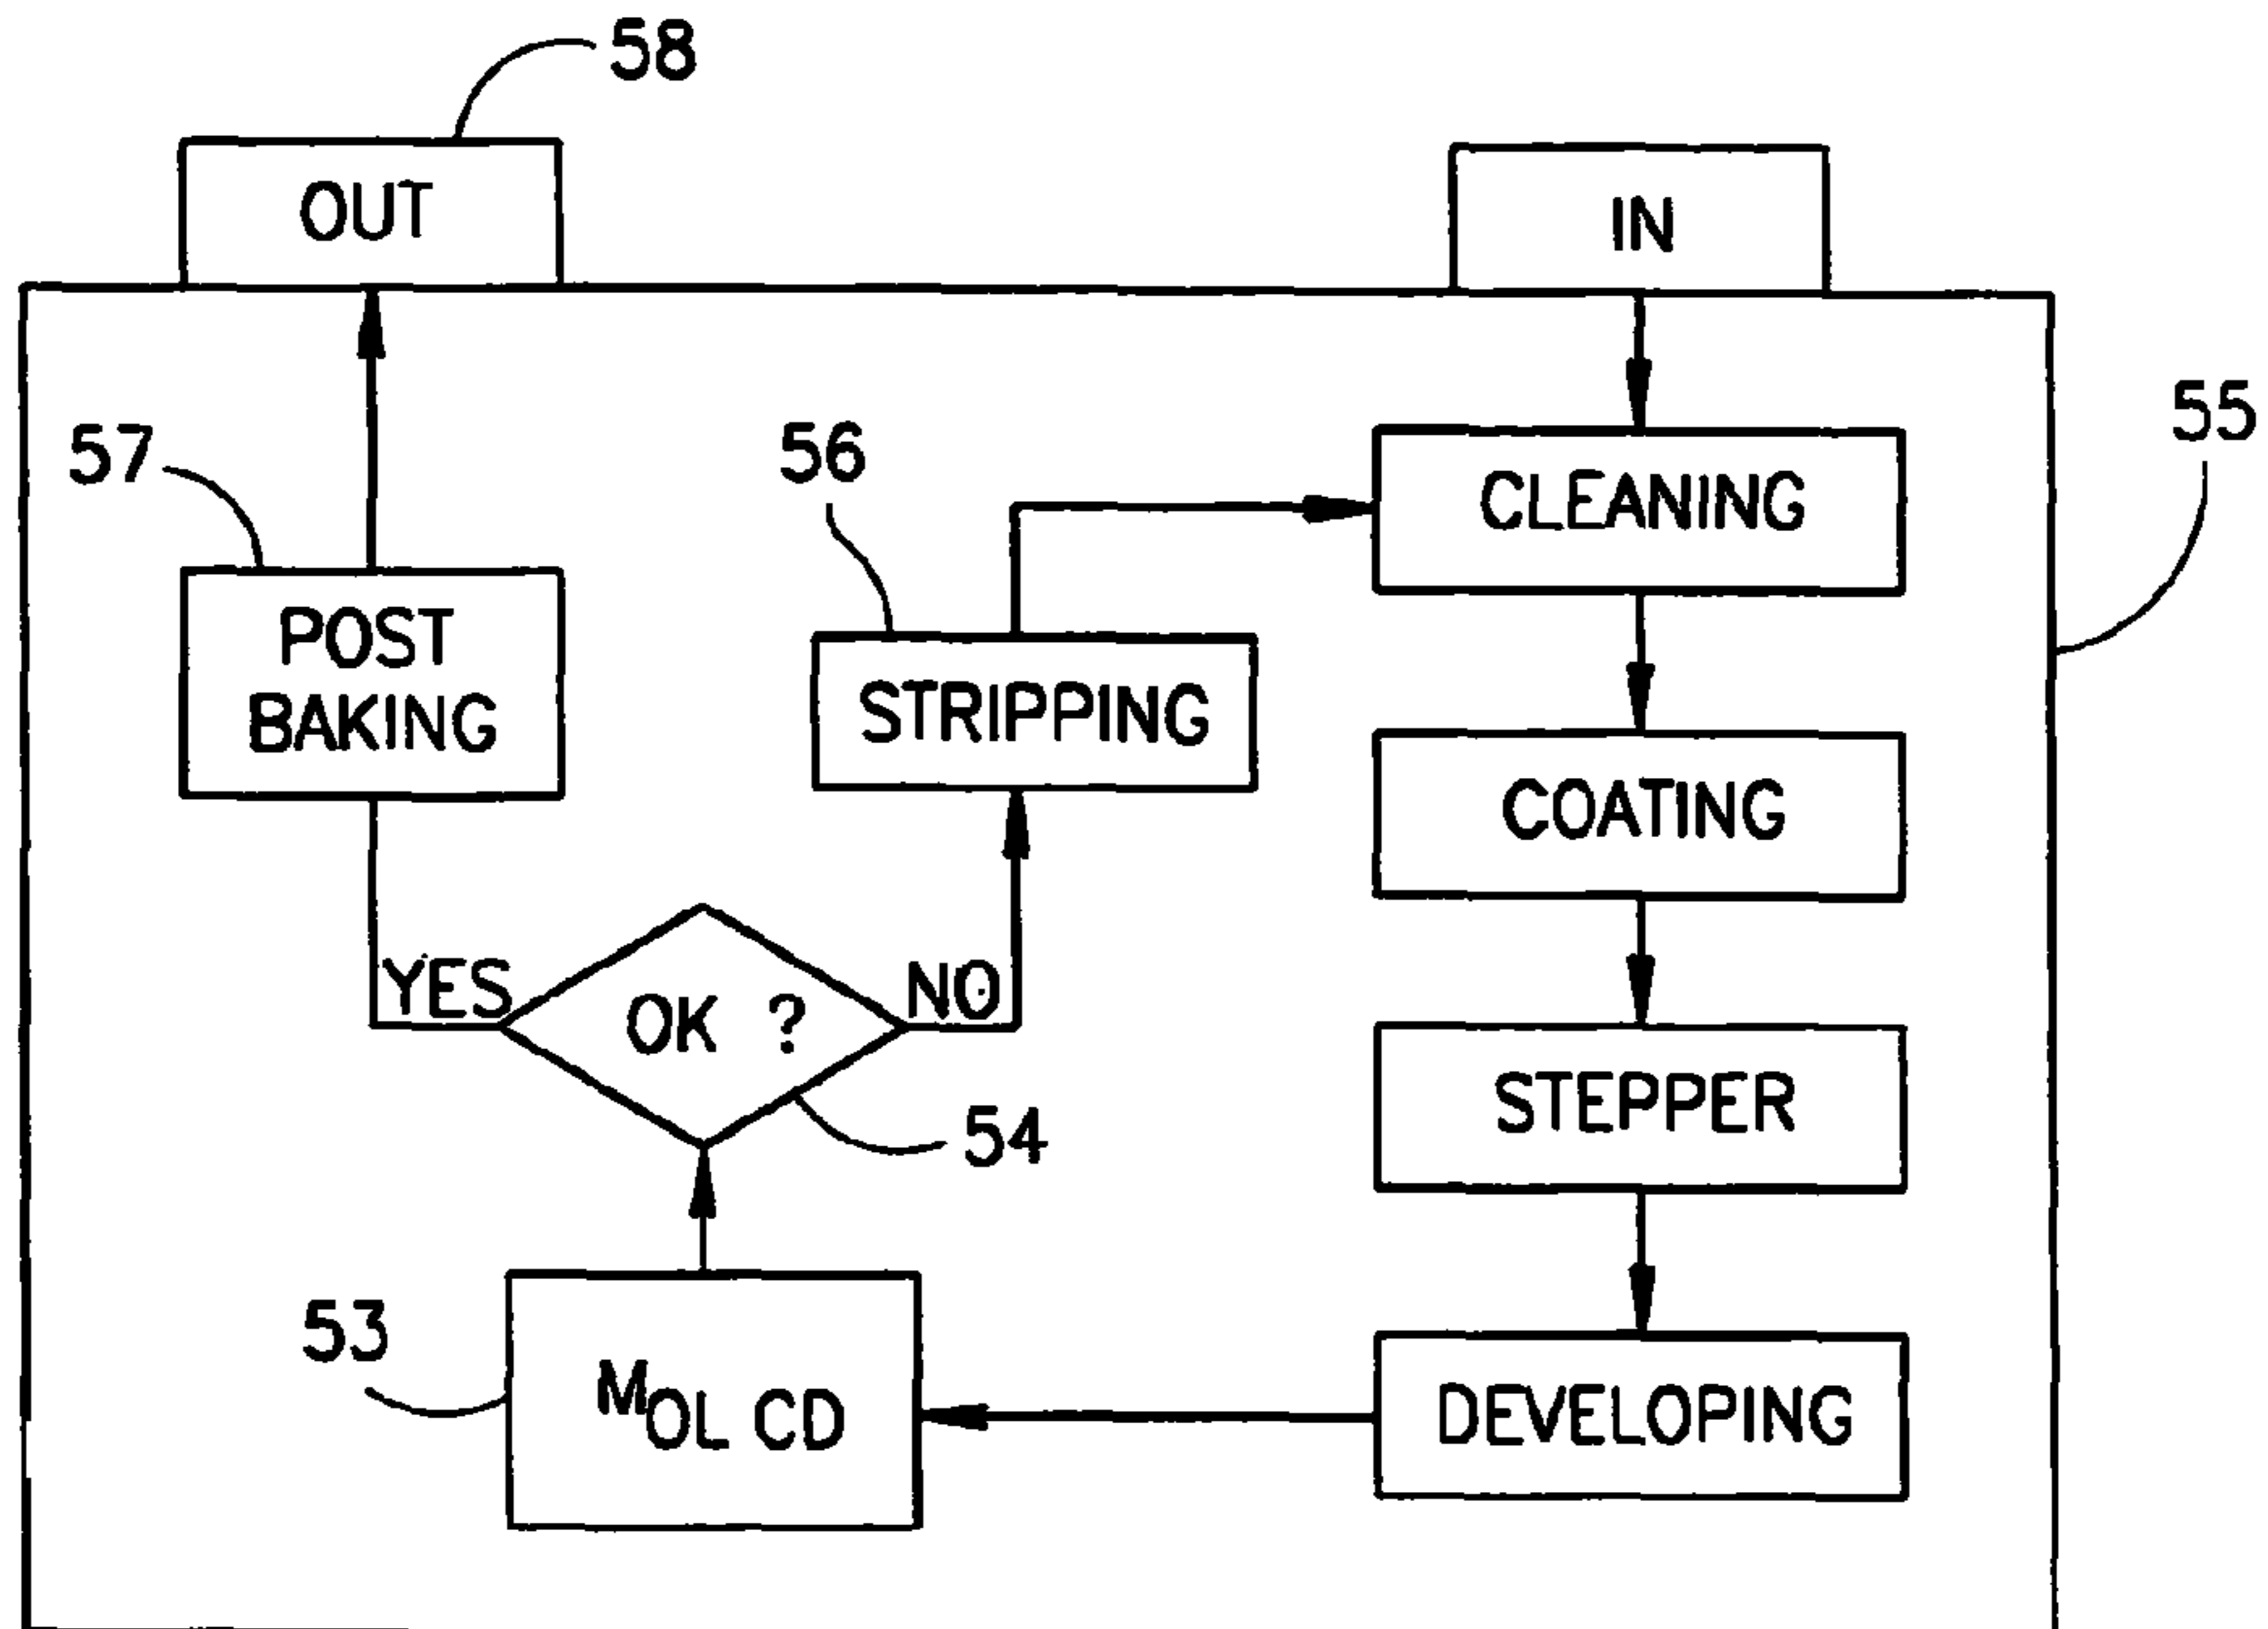 58
OUT
IN
57
56
55
CLEANING
POST
BAKING
STRIPPING
COATING
YES
OK ?
NO
STEPPER
54
53
MOL CD
DEVELOPING